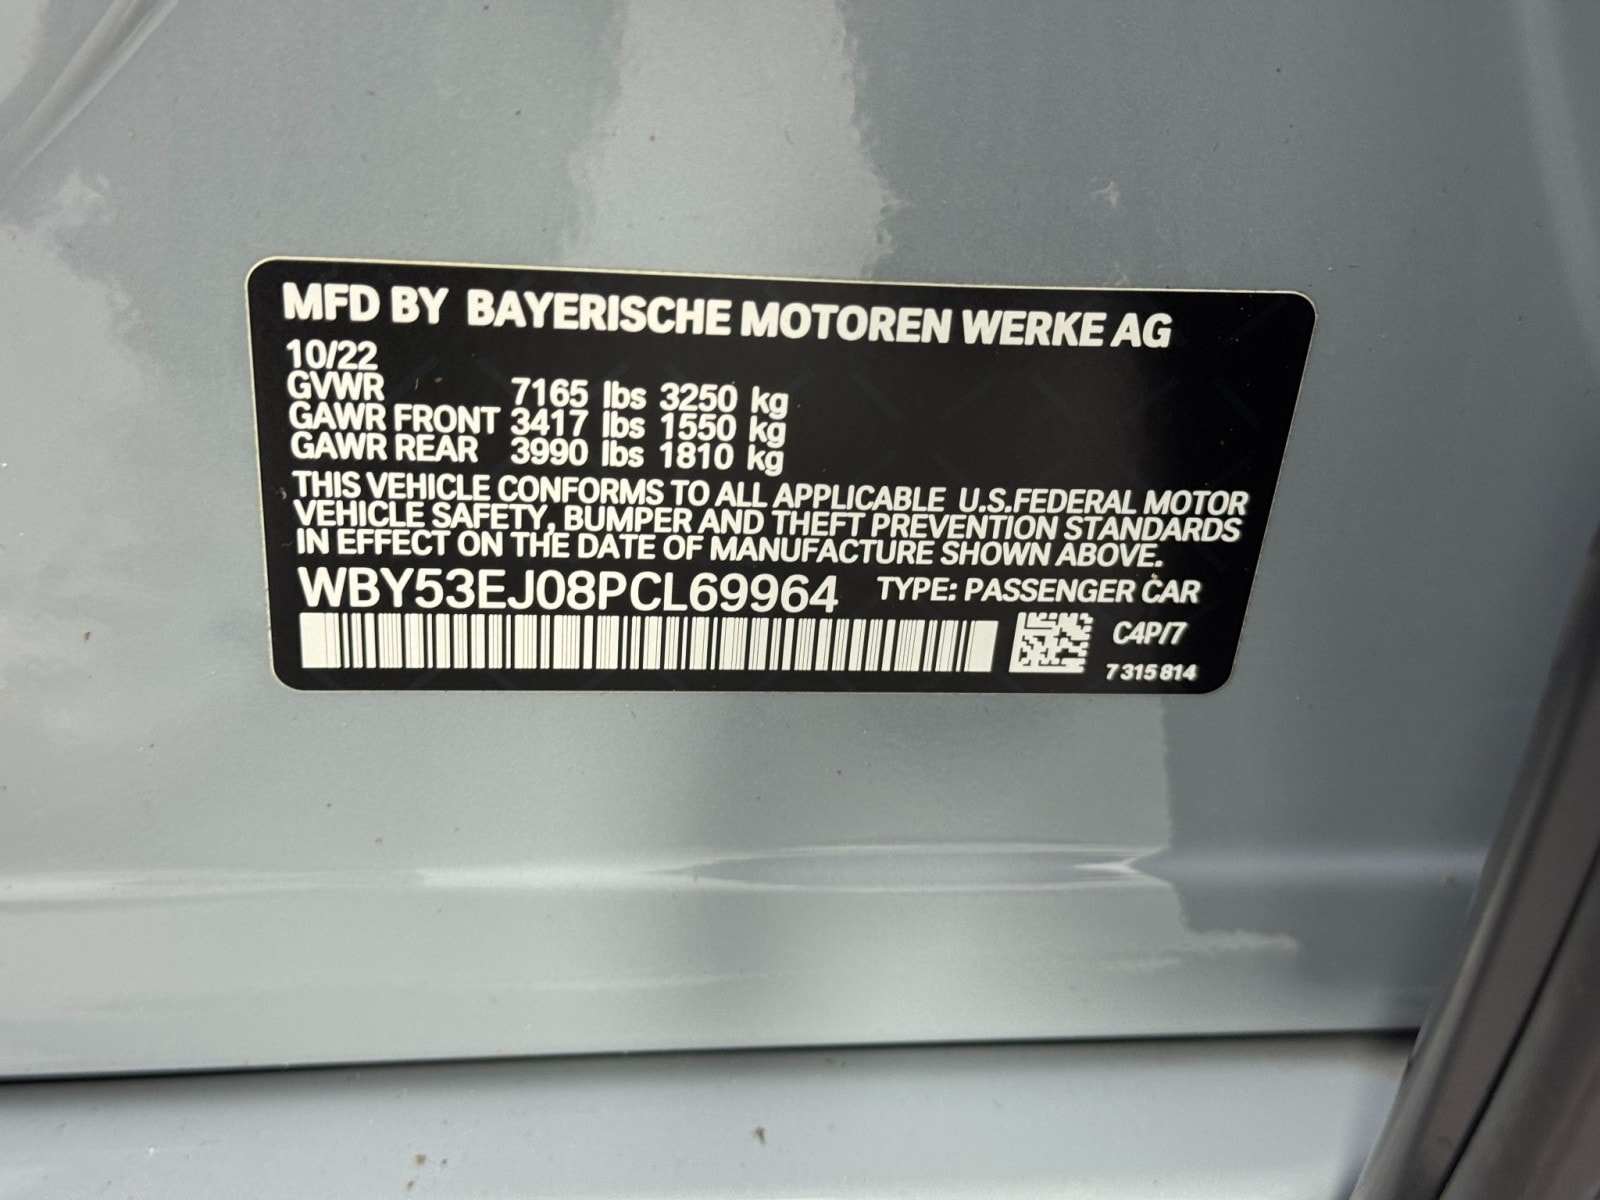 MFD BY BAYERISCHE MOTOREN WERKE AG
10/22
GVWR 7165 lbs 3250 kg
GAWR FRONT 3417 lbs 1550 kg
GAWR REAR 3990 lbs 1810 kg
THIS VEHICLE CONFORMS TO ALL APPLICABLE U.S.FEDERAL MOTOR
VEHICLE SAFETY, BUMPER AND THEFT PREVENTION STANDARDS
IN EFFECT ON THE DATE OF MANUFACTURE SHOWN ABOVE.
WBY53EJ08PCL69964 TYPE: PASSENGER CAR
C4P/7
7 315 814